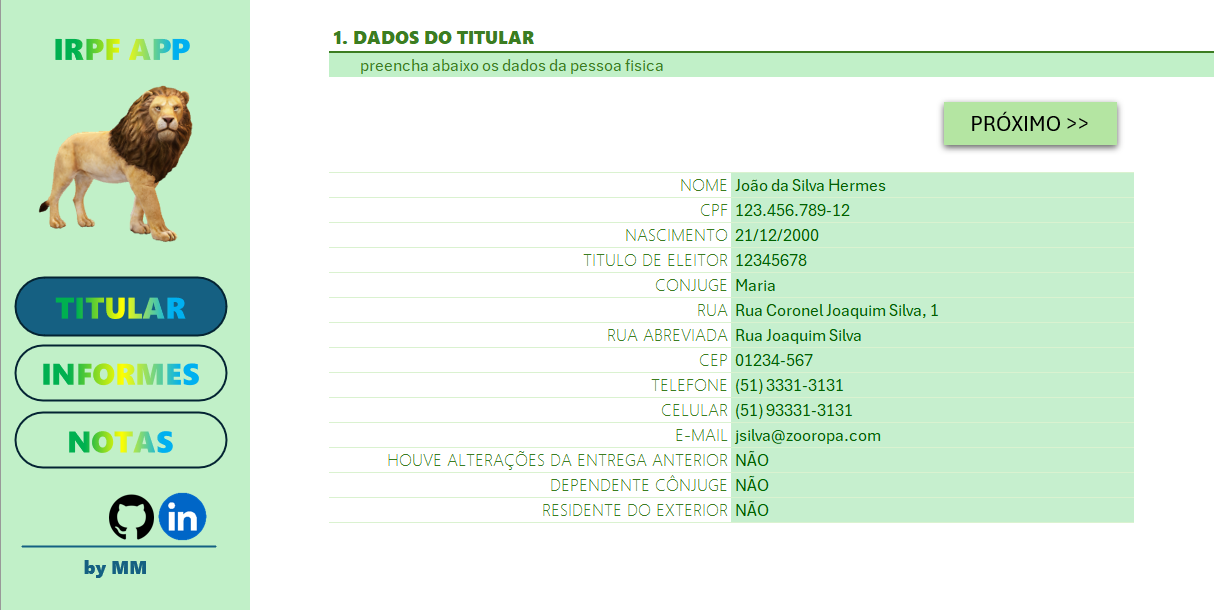 IRPF APP
TITULAR
INFORMES
NOTAS
in
by MM
1. DADOS DO TITULAR
preencha abaixo os dados da pessoa fisica
PRÓXIMO >>
NOME João da Silva Hermes
CPF 123.456.789-12
NASCIMENTO 21/12/2000
TITULO DE ELEITOR 12345678
CONJUGE Maria
RUA Rua Coronel Joaquim Silva, 1
RUA ABREVIADA Rua Joaquim Silva
CEP 01234-567
TELEFONE (51) 3331-3131
CELULAR (51) 93331-3131
E-MAIL jsilva@zooropa.com
HOUVE ALTERAÇÕES DA ENTREGA ANTERIOR NÃO
DEPENDENTE CÔNJUGE NÃO
RESIDENTE DO EXTERIOR NÃO